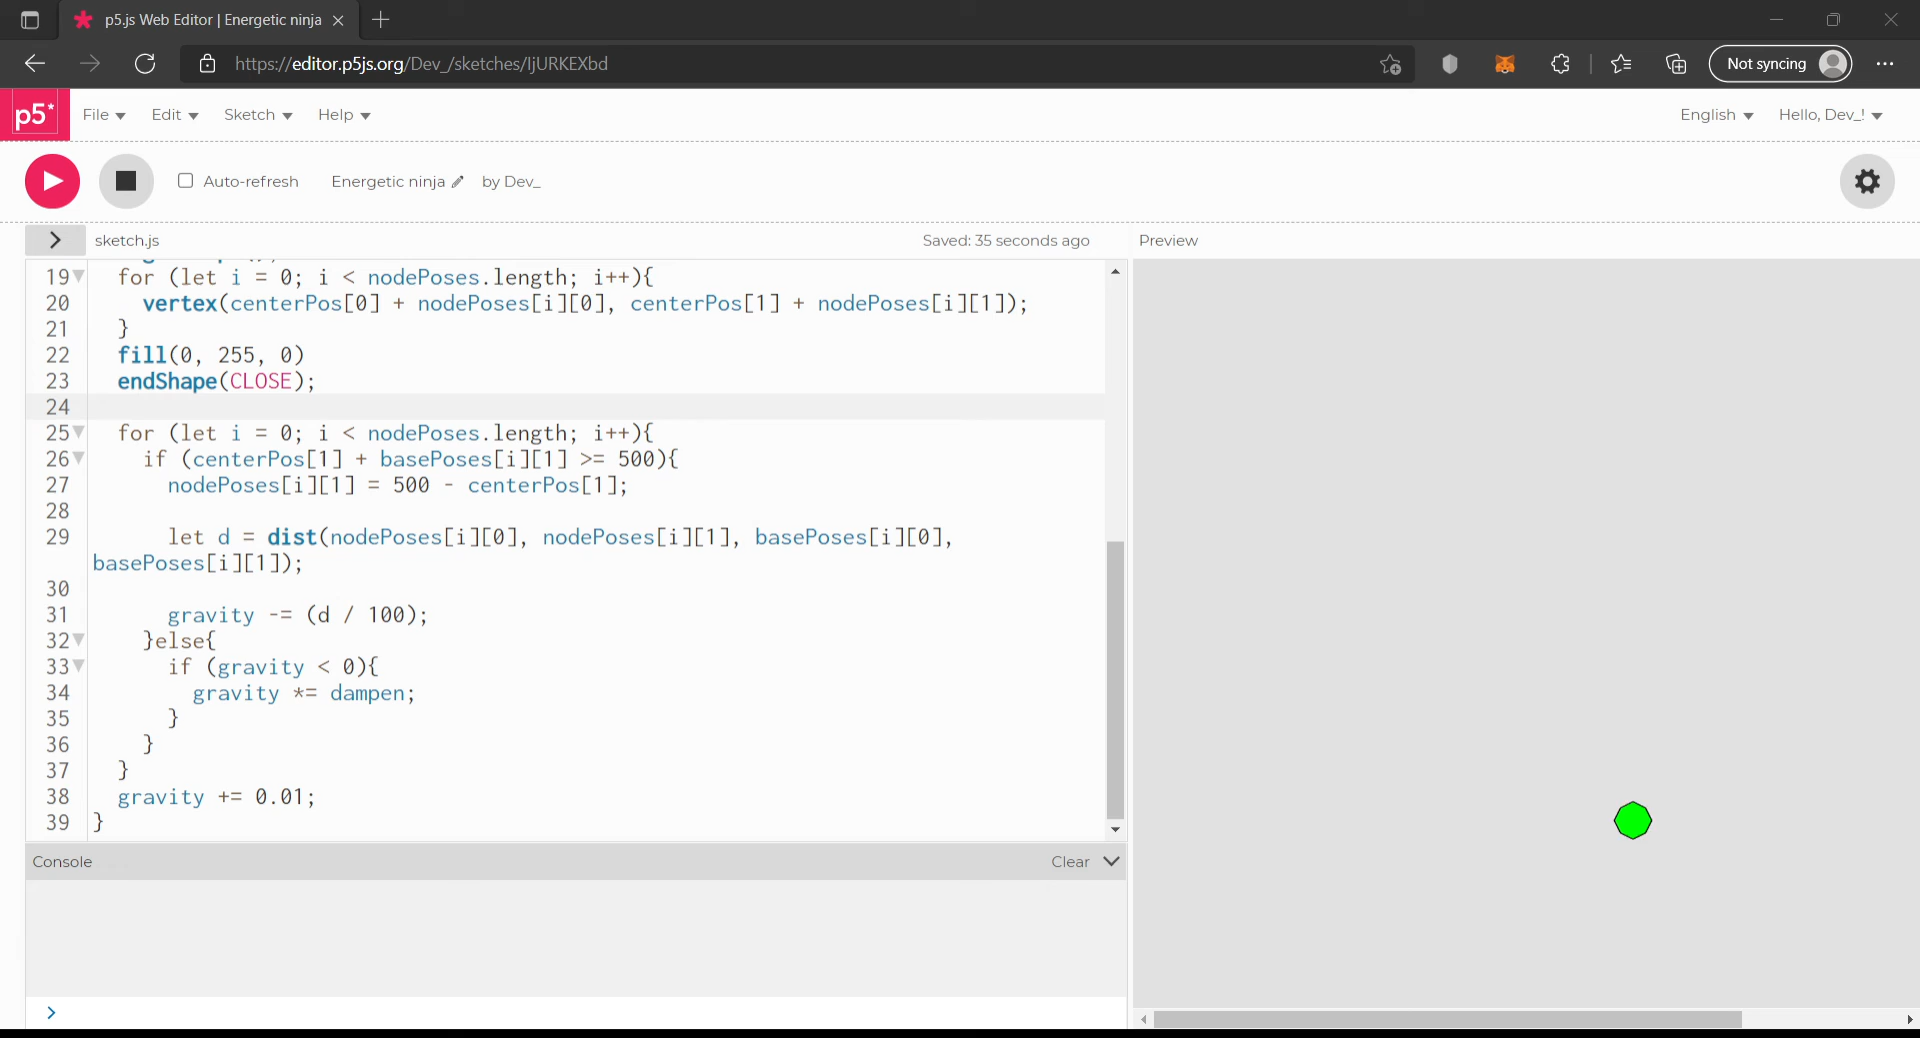 p5.js Web Editor | Energetic ninja
https://editor.p5js.org/Dev_/sketches/IjURKEXbd
Not syncing
p5* File Edit Sketch Help English Hello, Dev_!
Auto-refresh Energetic ninja by Dev_
sketch.js Saved: 35 seconds ago Preview
19 for (let i = 0; i < nodePoses.length; i++){
20 vertex(centerPos[0] + nodePoses[i][0], centerPos[1] + nodePoses[i][1]);
21 }
22 fill(0, 255, 0)
23 endShape(CLOSE);
24
25 for (let i = 0; i < nodePoses.length; i++){
26 if (centerPos[1] + basePoses[i][1] >= 500){
27 nodePoses[i][1] = 500 - centerPos[1];
28
29 let d = dist(nodePoses[i][0], nodePoses[i][1], basePoses[i][0],
basePoses[i][1]);
30
31 gravity -= (d / 100);
32 }else{
33 if (gravity < 0){
34 gravity *= dampen;
35 }
36 }
37 }
38 gravity += 0.01;
39 }
Console Clear
>